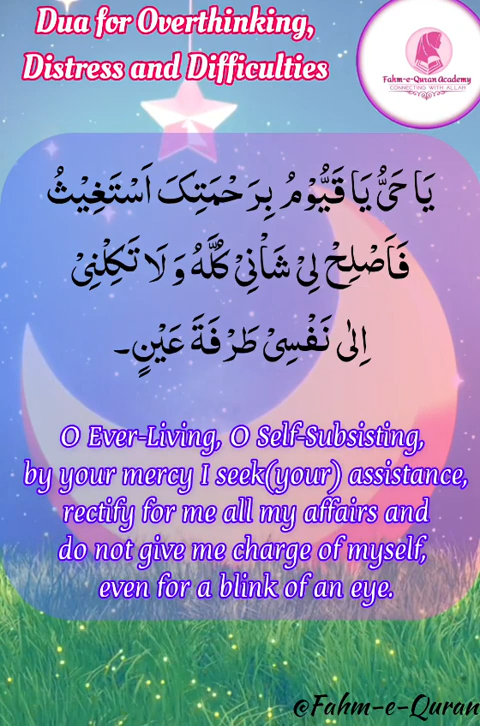 Dua for Overthinking,
Distress and Difficulties
Fahm-e-Quran Academy
CONNECTING WITH ALLAH
يَا حَيُّ يَا قَيُّوْمُ بِرَحْمَتِكَ اَسْتَغِيْثُ
فَاَصْلِحْ لِيْ شَاْنِيْ كُلَّهُ وَ لَا تَكِلْنِيْ
اِلٰى نَفْسِيْ طَرْفَةَ عَيْنٍ۔
O Ever-Living, O Self-Subsisting,
by your mercy I seek(your) assistance,
rectify for me all my affairs and
do not give me charge of myself,
even for a blink of an eye.
@Fahm-e-Quran